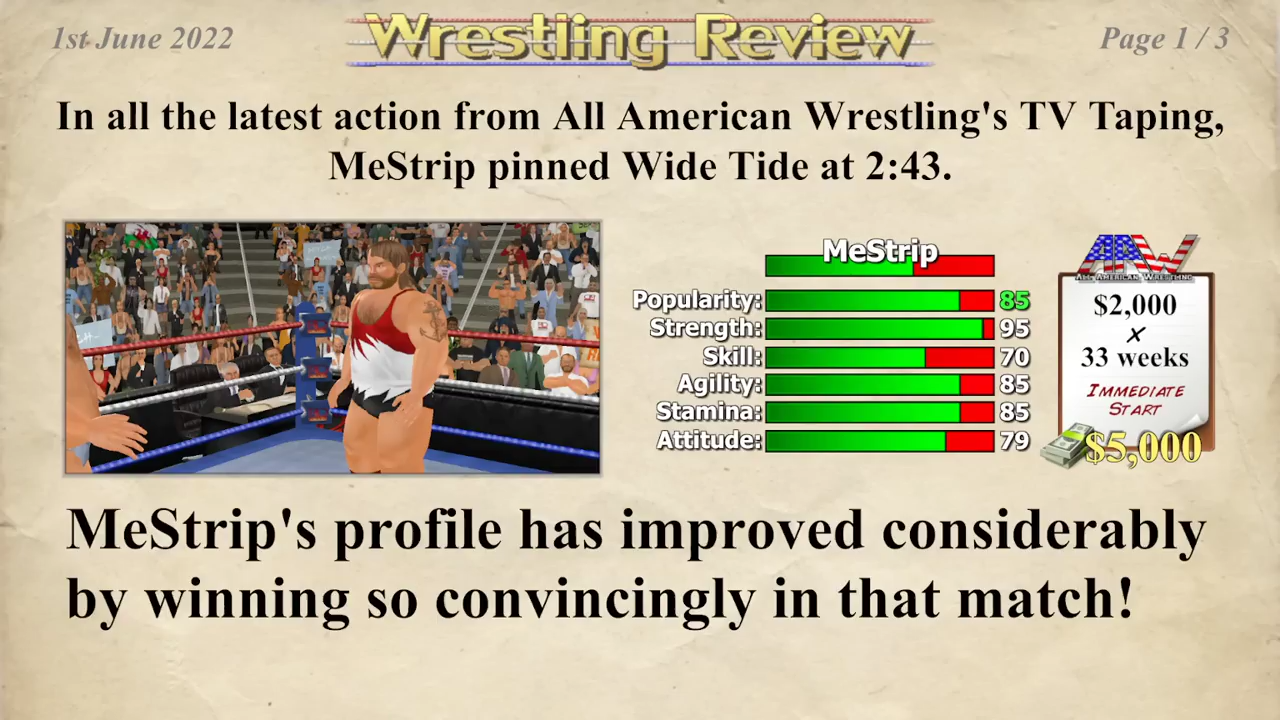 1st June 2022
Wrestling Review
Page 1 / 3
In all the latest action from All American Wrestling's TV Taping,
MeStrip pinned Wide Tide at 2:43.
MeStrip
Popularity: 85
Strength: 95
Skill: 70
Agility: 85
Stamina: 85
Attitude: 79
AAW
ALL AMERICAN WRESTLING
$2,000
x
33 weeks
IMMEDIATE
START
$5,000
MeStrip's profile has improved considerably
by winning so convincingly in that match!